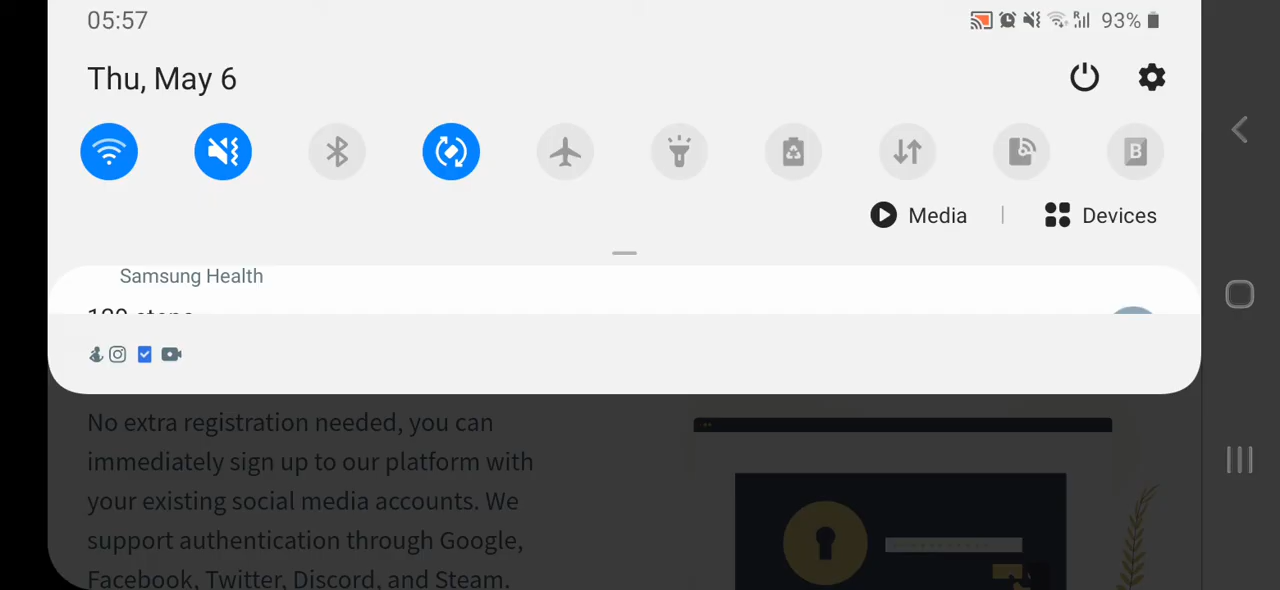 05:57
93%
Thu, May 6
B
Media | Devices
Samsung Health
No extra registration needed, you can
immediately sign up to our platform with
your existing social media accounts. We
support authentication through Google,
Facebook, Twitter, Discord, and Steam.